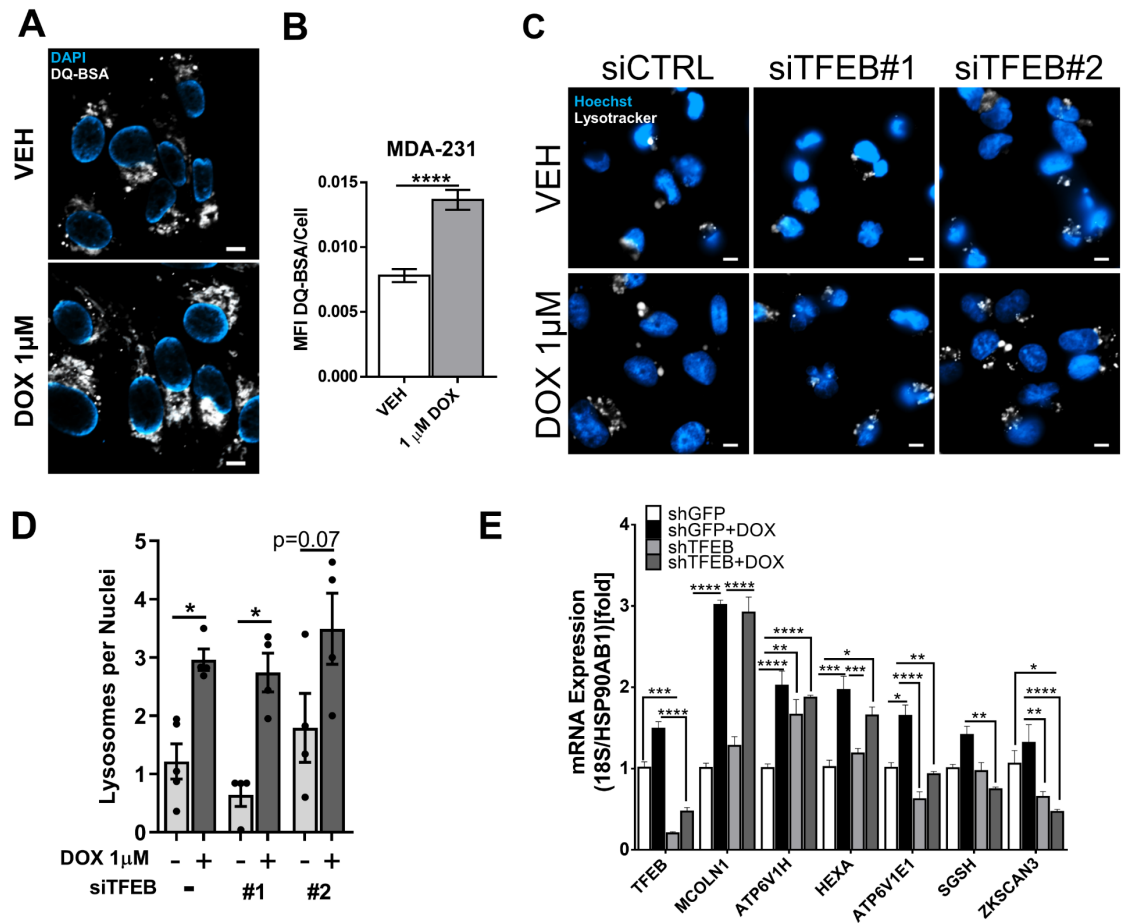 A
DAPI
DQ-BSA
VEH
DOX 1µM
B
MDA-231
****
MFI DQ-BSA/Cell
0.015
0.010
0.005
0.000
VEH
1 µM DOX
C
siCTRL
siTFEB#1
siTFEB#2
Hoechst
Lysotracker
VEH
DOX 1µM
D
p=0.07
*
*
Lysosomes per Nuclei
5
4
3
2
1
0
DOX 1µM
- + - + - +
siTFEB
- #1 #2
E
shGFP
shGFP+DOX
shTFEB
shTFEB+DOX
mRNA Expression
(18S/HSP90AB1)[fold]
4
3
2
1
0
*** **** **** **** **** ** **** *** *** * * **** ** ** ** **** *
TFEB
MCOLN1
ATP6V1H
HEXA
ATP6V1E1
SGSH
ZKSCAN3